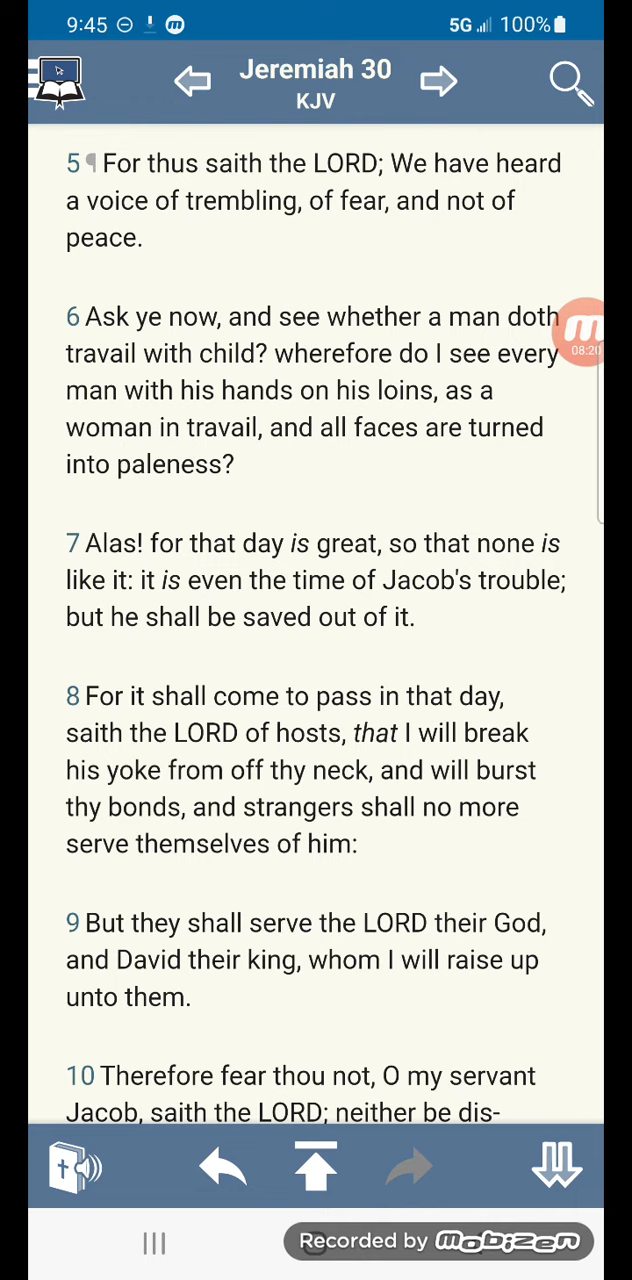 9:45
5G 100%
Jeremiah 30
KJV
5 ¶ For thus saith the LORD; We have heard
a voice of trembling, of fear, and not of
peace.
6 Ask ye now, and see whether a man doth
travail with child? wherefore do I see every
man with his hands on his loins, as a
woman in travail, and all faces are turned
into paleness?
7 Alas! for that day is great, so that none is
like it: it is even the time of Jacob's trouble;
but he shall be saved out of it.
8 For it shall come to pass in that day,
saith the LORD of hosts, that I will break
his yoke from off thy neck, and will burst
thy bonds, and strangers shall no more
serve themselves of him:
9 But they shall serve the LORD their God,
and David their king, whom I will raise up
unto them.
10 Therefore fear thou not, O my servant
Jacob, saith the LORD; neither be dis-
m
08:20
Recorded by mobizen